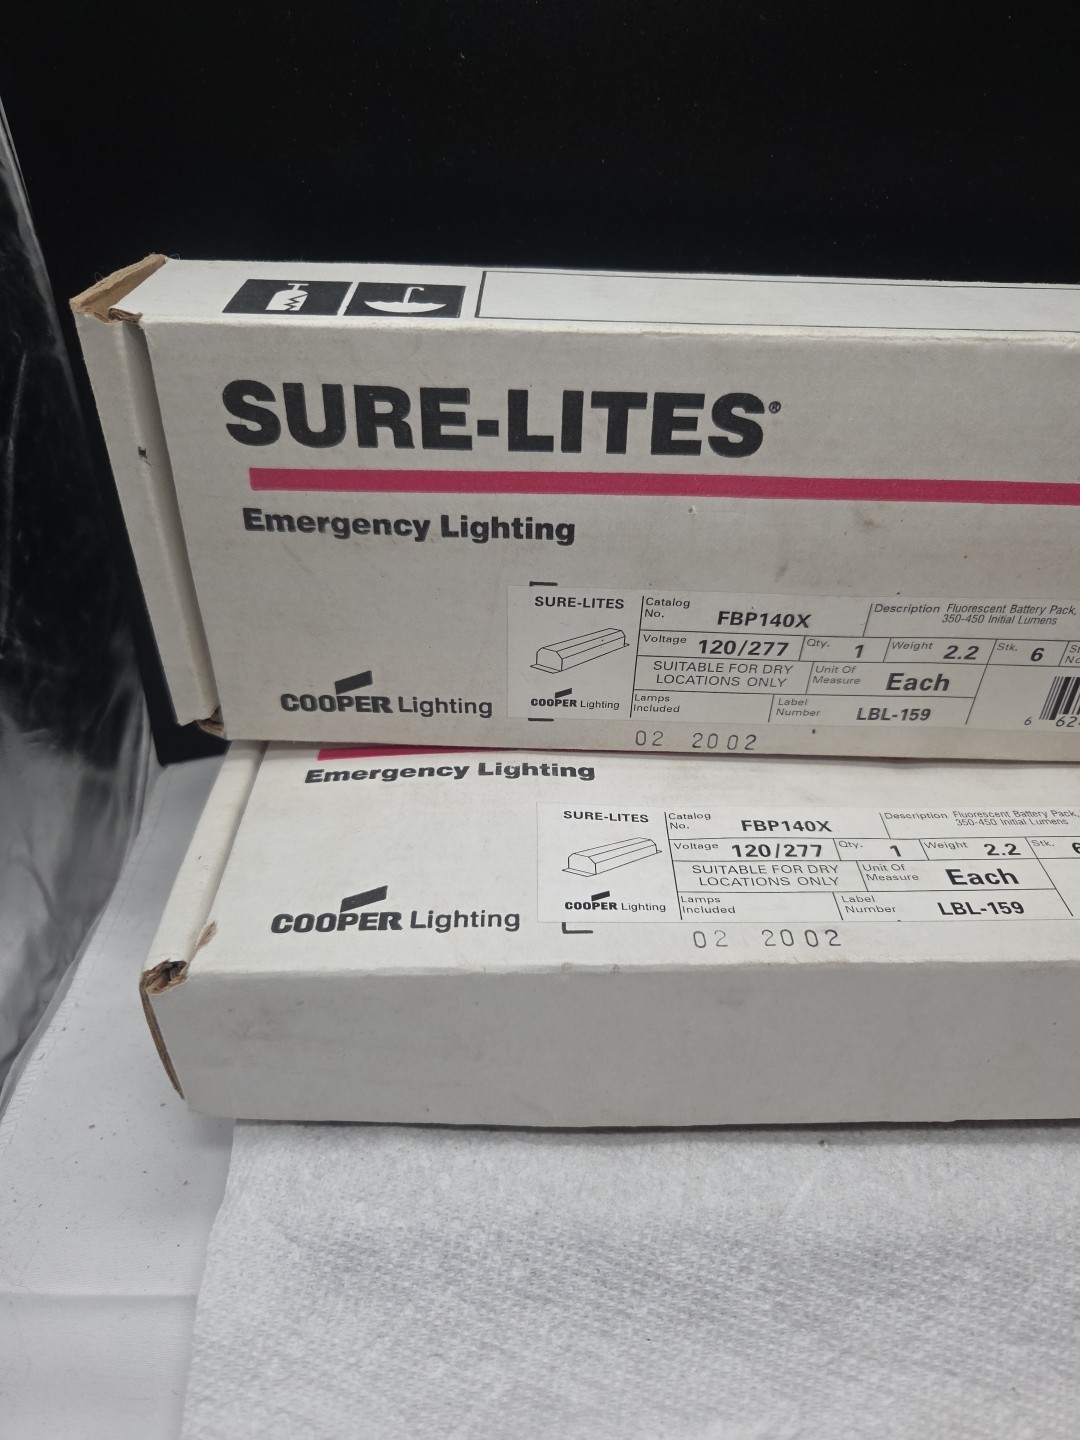 SURE-LITES®
Emergency Lighting
COOPER Lighting
SURE-LITES
COOPER Lighting
Catalog No. FBP140X
Description Fluorescent Battery Pack,
350-450 Initial Lumens
Voltage 120/277 Qty. 1 Weight 2.2 Stk. 6
SUITABLE FOR DRY
LOCATIONS ONLY
Unit Of
Measure Each
Lamps
Included
Label
Number LBL-159
6
02 2002
Emergency Lighting
COOPER Lighting
SURE-LITES
COOPER Lighting
Catalog
No. FBP140X
Description Fluorescent Battery Pack,
350-450 Initial Lumens
Voltage 120/277 Qty. 1 Weight 2.2 Stk.
SUITABLE FOR DRY
LOCATIONS ONLY
Unit Of
Measure Each
Lamps
Included
Label
Number LBL-159
02 2002